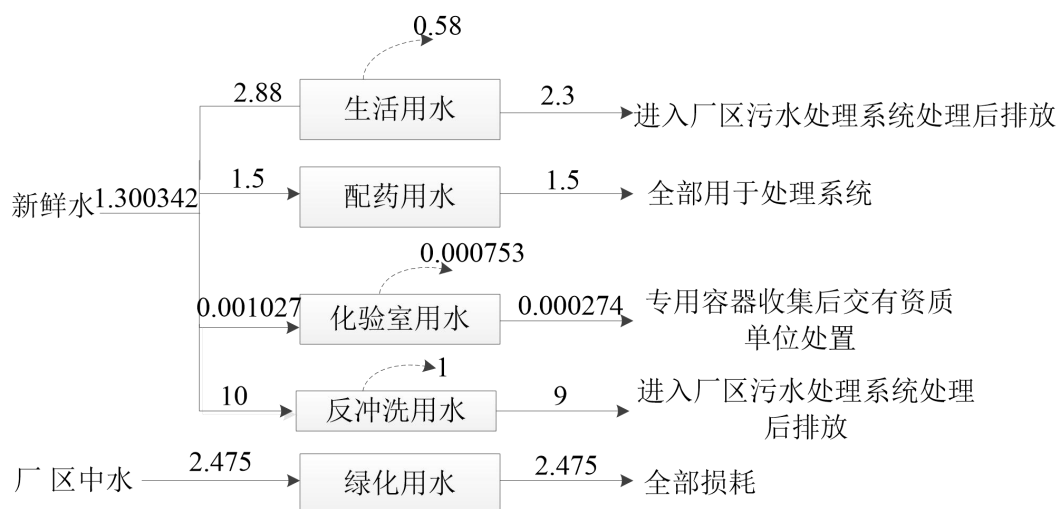 0.58
2.88
生活用水
2.3
进入厂区污水处理系统处理后排放
新鲜水
1.300342
1.5
配药用水
1.5
全部用于处理系统
0.000753
0.001027
化验室用水
0.000274
专用容器收集后交有资质
单位处置
1
10
反冲洗用水
9
进入厂区污水处理系统处理
后排放
厂 区中水
2.475
绿化用水
2.475
全部损耗